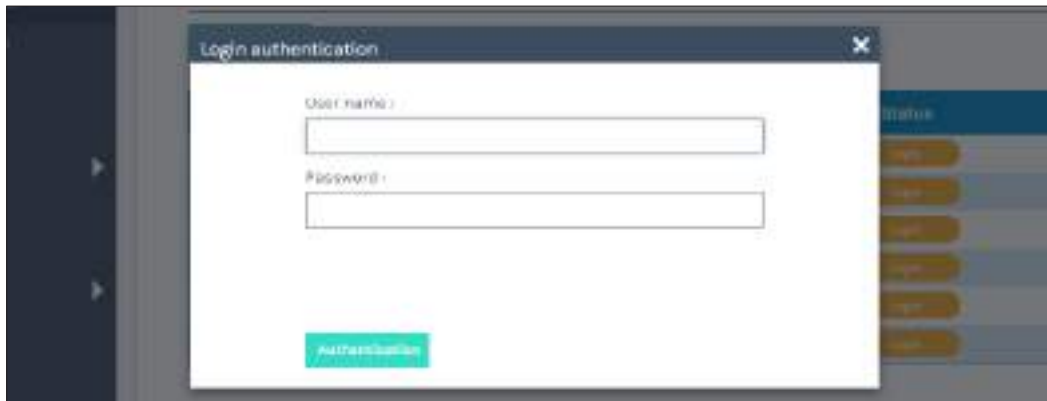 Login authentication
User name :
Password :
Authentication
Status